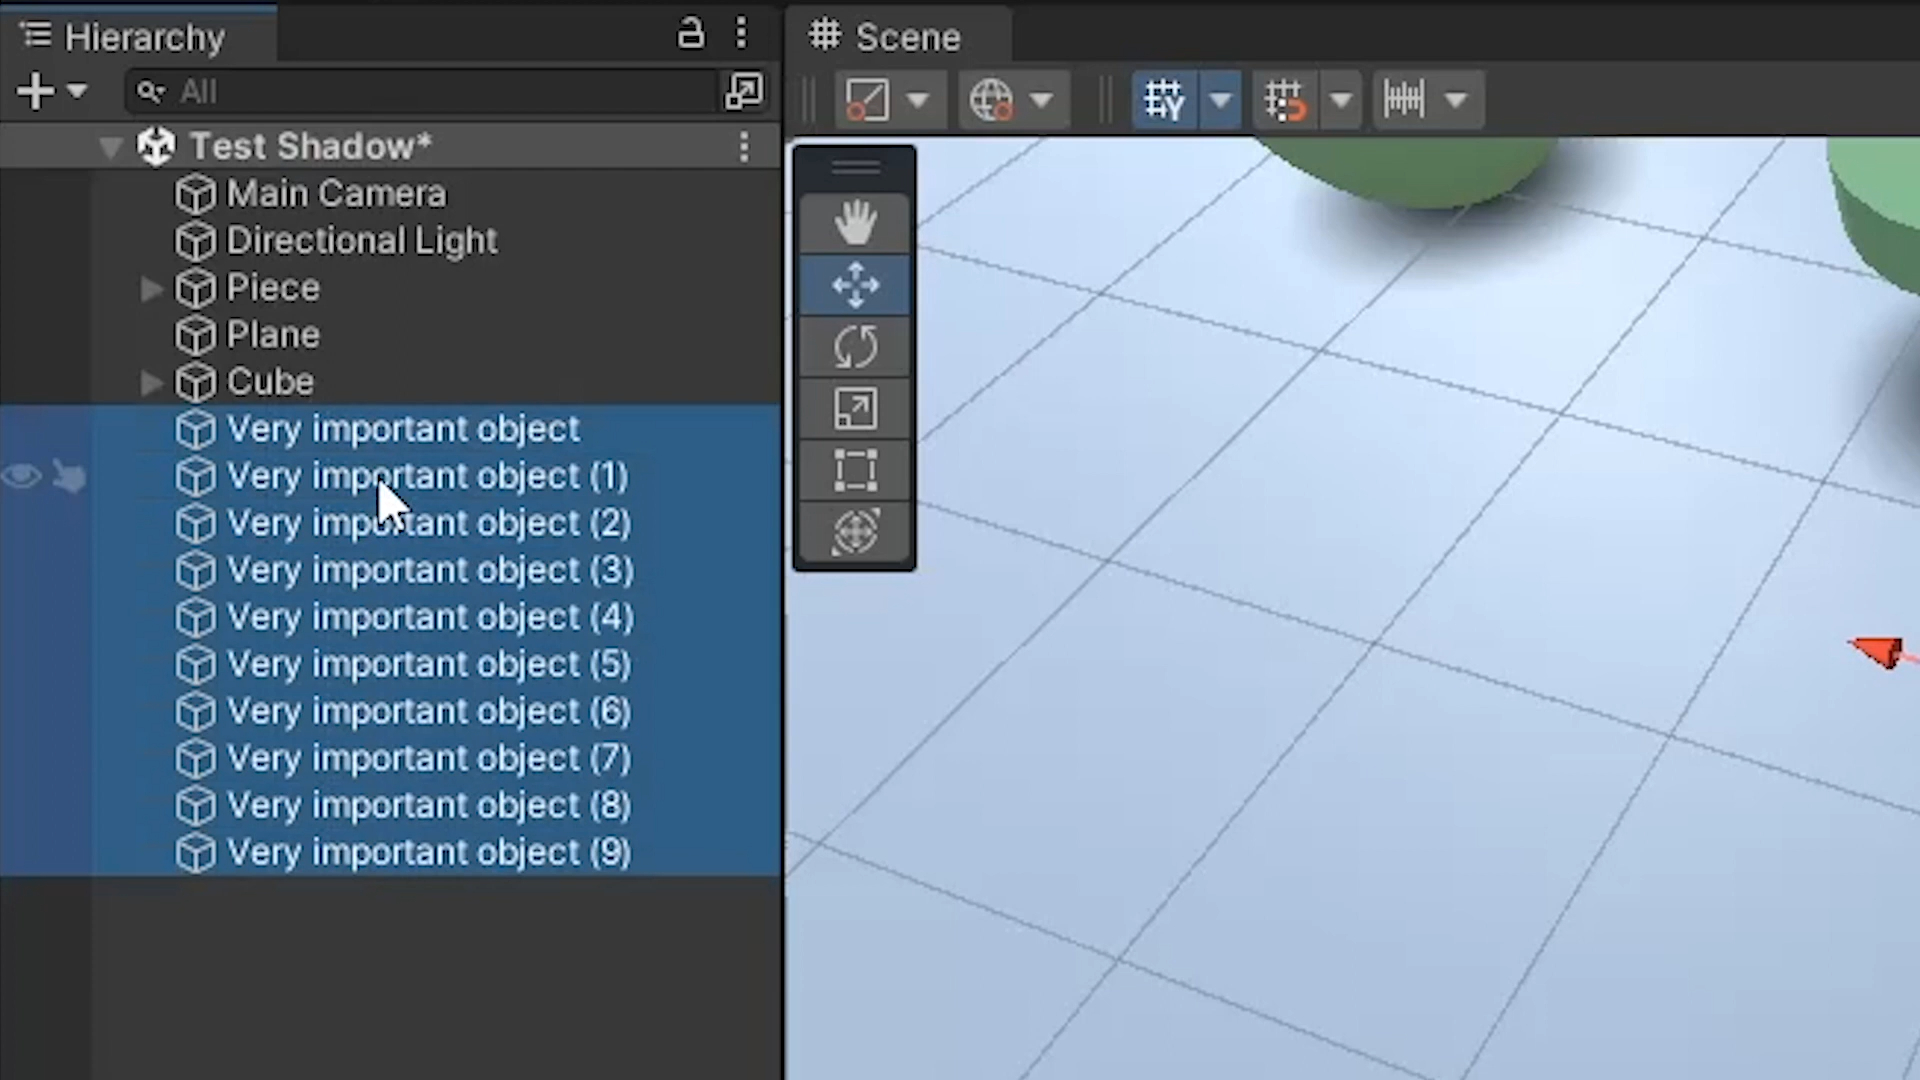 Hierarchy
All
Test Shadow*
Main Camera
Directional Light
Piece
Plane
Cube
Very important object
Very important object (1)
Very important object (2)
Very important object (3)
Very important object (4)
Very important object (5)
Very important object (6)
Very important object (7)
Very important object (8)
Very important object (9)
Scene
Y